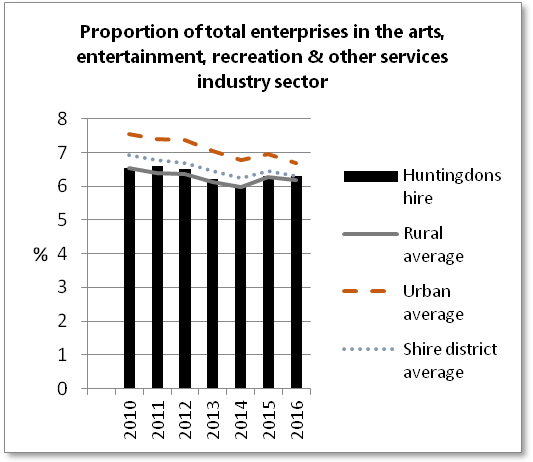 Proportion of total enterprises in the arts,
entertainment, recreation & other services
industry sector
8
7
6
5
% 4
3
2
1
0
2010
2011
2012
2013
2014
2015
2016
Huntingdons
hire
Rural
average
Urban
average
Shire district
average